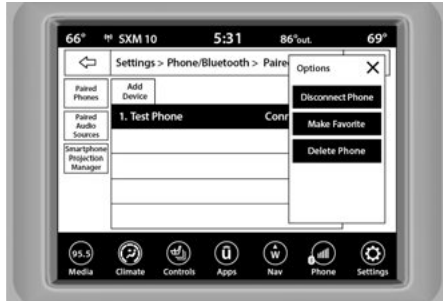 66° SXM 10 5:31 86°out. 69°
Settings > Phone/Bluetooth > Paire
Options X
Paired
Phones
Add
Device
Disconnect Phone
Paired
Audio
Sources
1. Test Phone Conn
Make Favorite
Smartphone
Projection
Manager
Delete Phone
95.5 ū W
Media Climate Controls Apps Nav Phone Settings